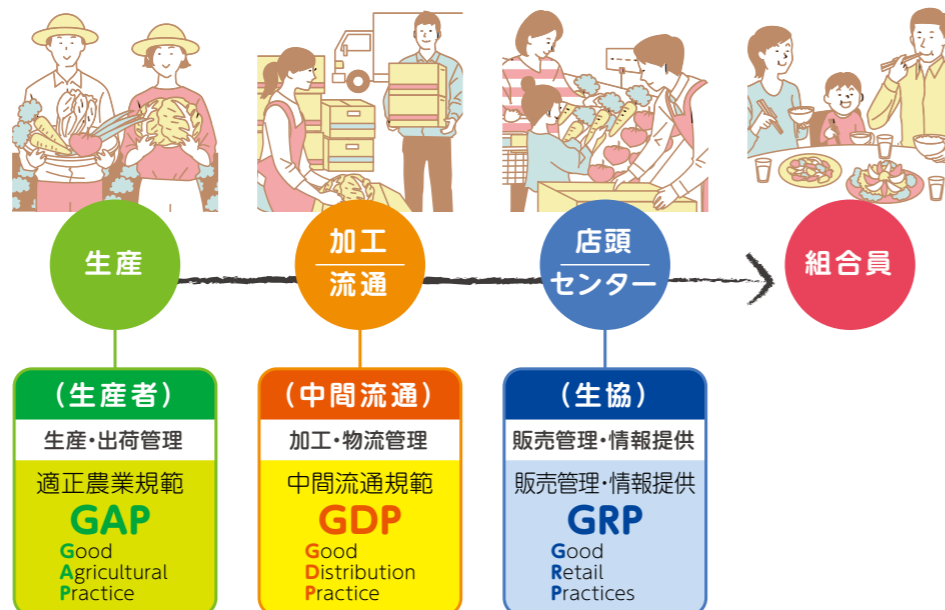 生産
加工
流通
店頭
センター
組合員
(生産者)
生産・出荷管理
適正農業規範
GAP
Good
Agricultural
Practice
(中間流通)
加工・物流管理
中間流通規範
GDP
Good
Distribution
Practice
(生協)
販売管理・情報提供
販売管理・情報提供
GRP
Good
Retail
Practices